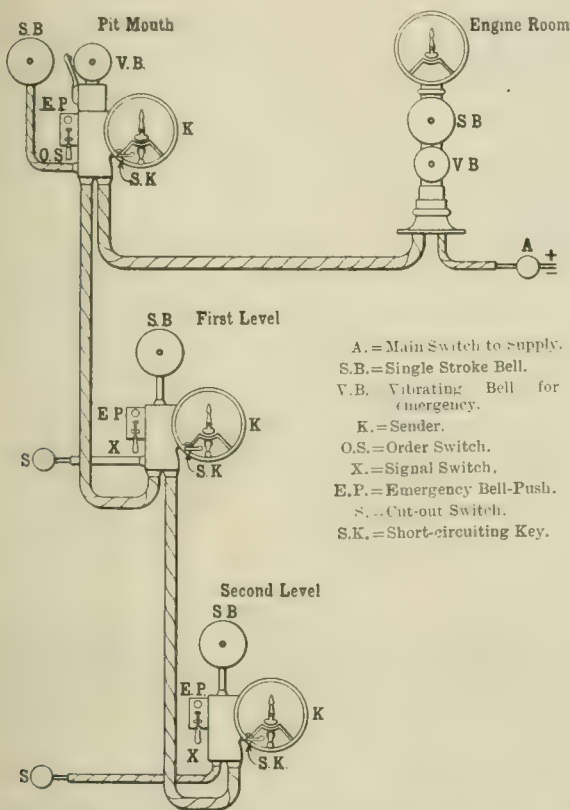 Pit Mouth
Engine Room
S.B
V.B.
E.P
K
O.S
S.K
S B
V B
A
+
First Level
S.B
E P
K
X
S
S.K
A.=Main Switch to Supply.
S.B.=Single Stroke Bell.
V.B. Vibrating Bell for
emergency.
K.=Sender.
O.S.=Order Switch.
X.=Signal Switch.
E.P.=Emergency Bell-Push.
S...Cut-out Switch.
S.K.=Short-circuiting Key.
Second Level
S B
E.P.
K
X
S
S.K.